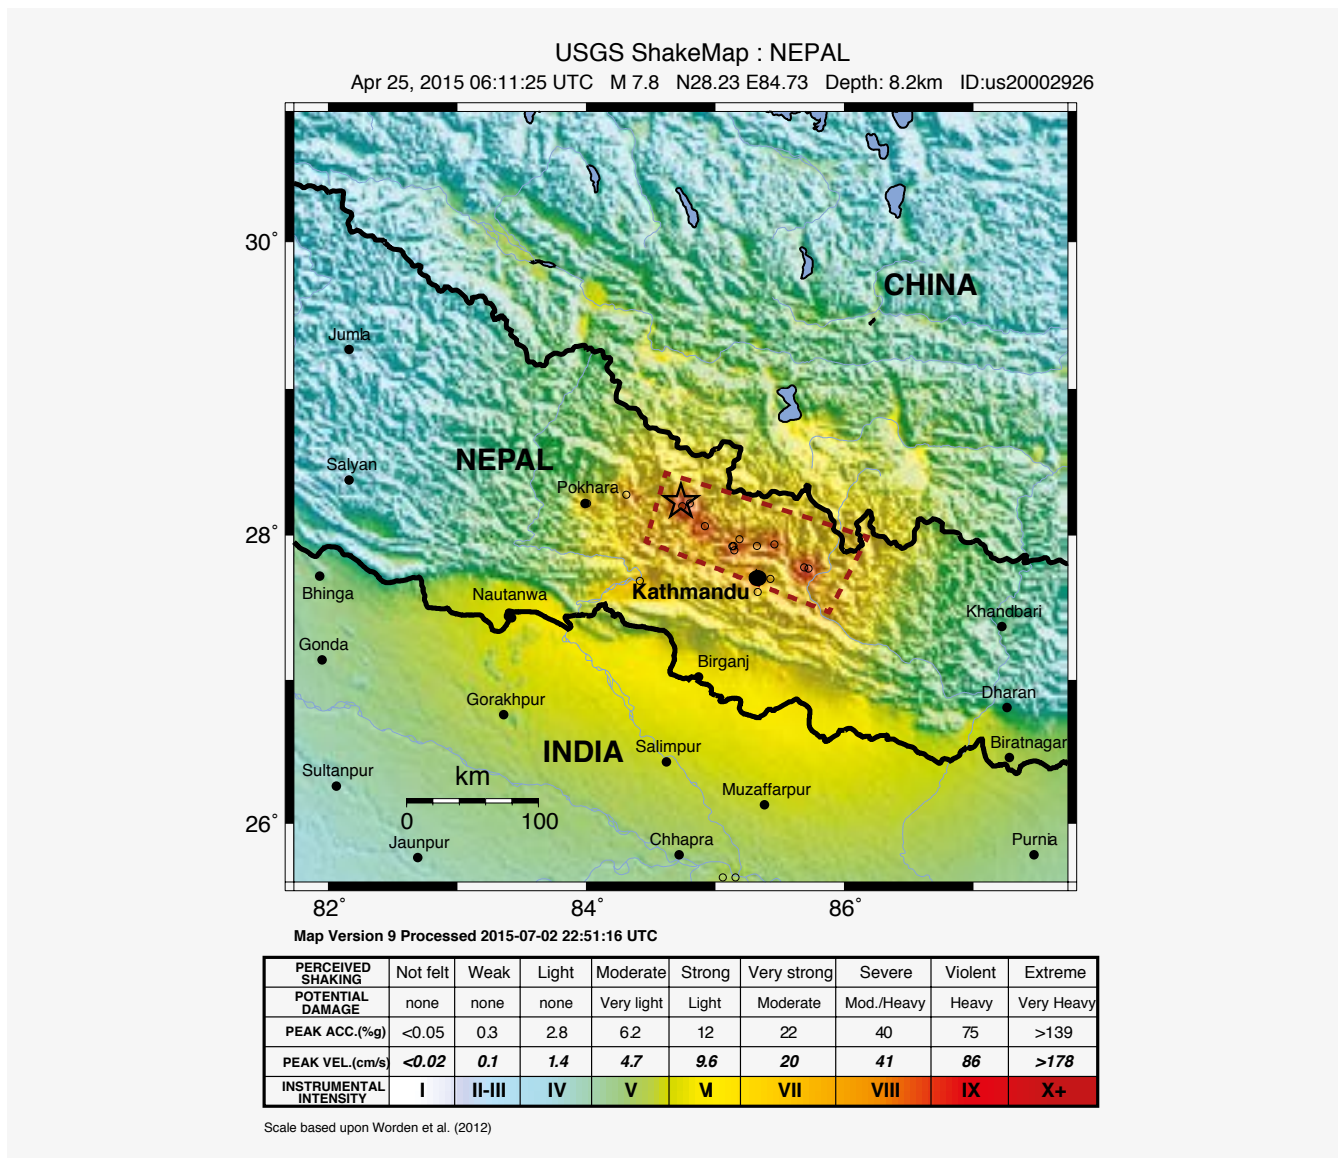 USGS ShakeMap : NEPAL
Apr 25, 2015 06:11:25 UTC M 7.8 N28.23 E84.73 Depth: 8.2km ID:us20002926
30°
CHINA
Jumla
NEPAL
Salyan
Pokhara
28°
Kathmandu
Bhinga
Nautanwa
Khandbari
Gonda
Birganj
Gorakhpur
Dharan
INDIA
Salimpur
Biratnagar
Sultanpur
km
Muzaffarpur
26°
0 100
Jaunpur
Chhapra
Purnia
82° 84° 86°
Map Version 9 Processed 2015-07-02 22:51:16 UTC
PERCEIVED SHAKING Not felt Weak Light Moderate Strong Very strong Severe Violent Extreme
POTENTIAL DAMAGE none none none Very light Light Moderate Mod./Heavy Heavy Very Heavy
PEAK ACC.(%g) <0.05 0.3 2.8 6.2 12 22 40 75 >139
PEAK VEL.(cm/s) <0.02 0.1 1.4 4.7 9.6 20 41 86 >178
INSTRUMENTAL INTENSITY I II-III IV V VI VII VIII IX X+
Scale based upon Worden et al. (2012)